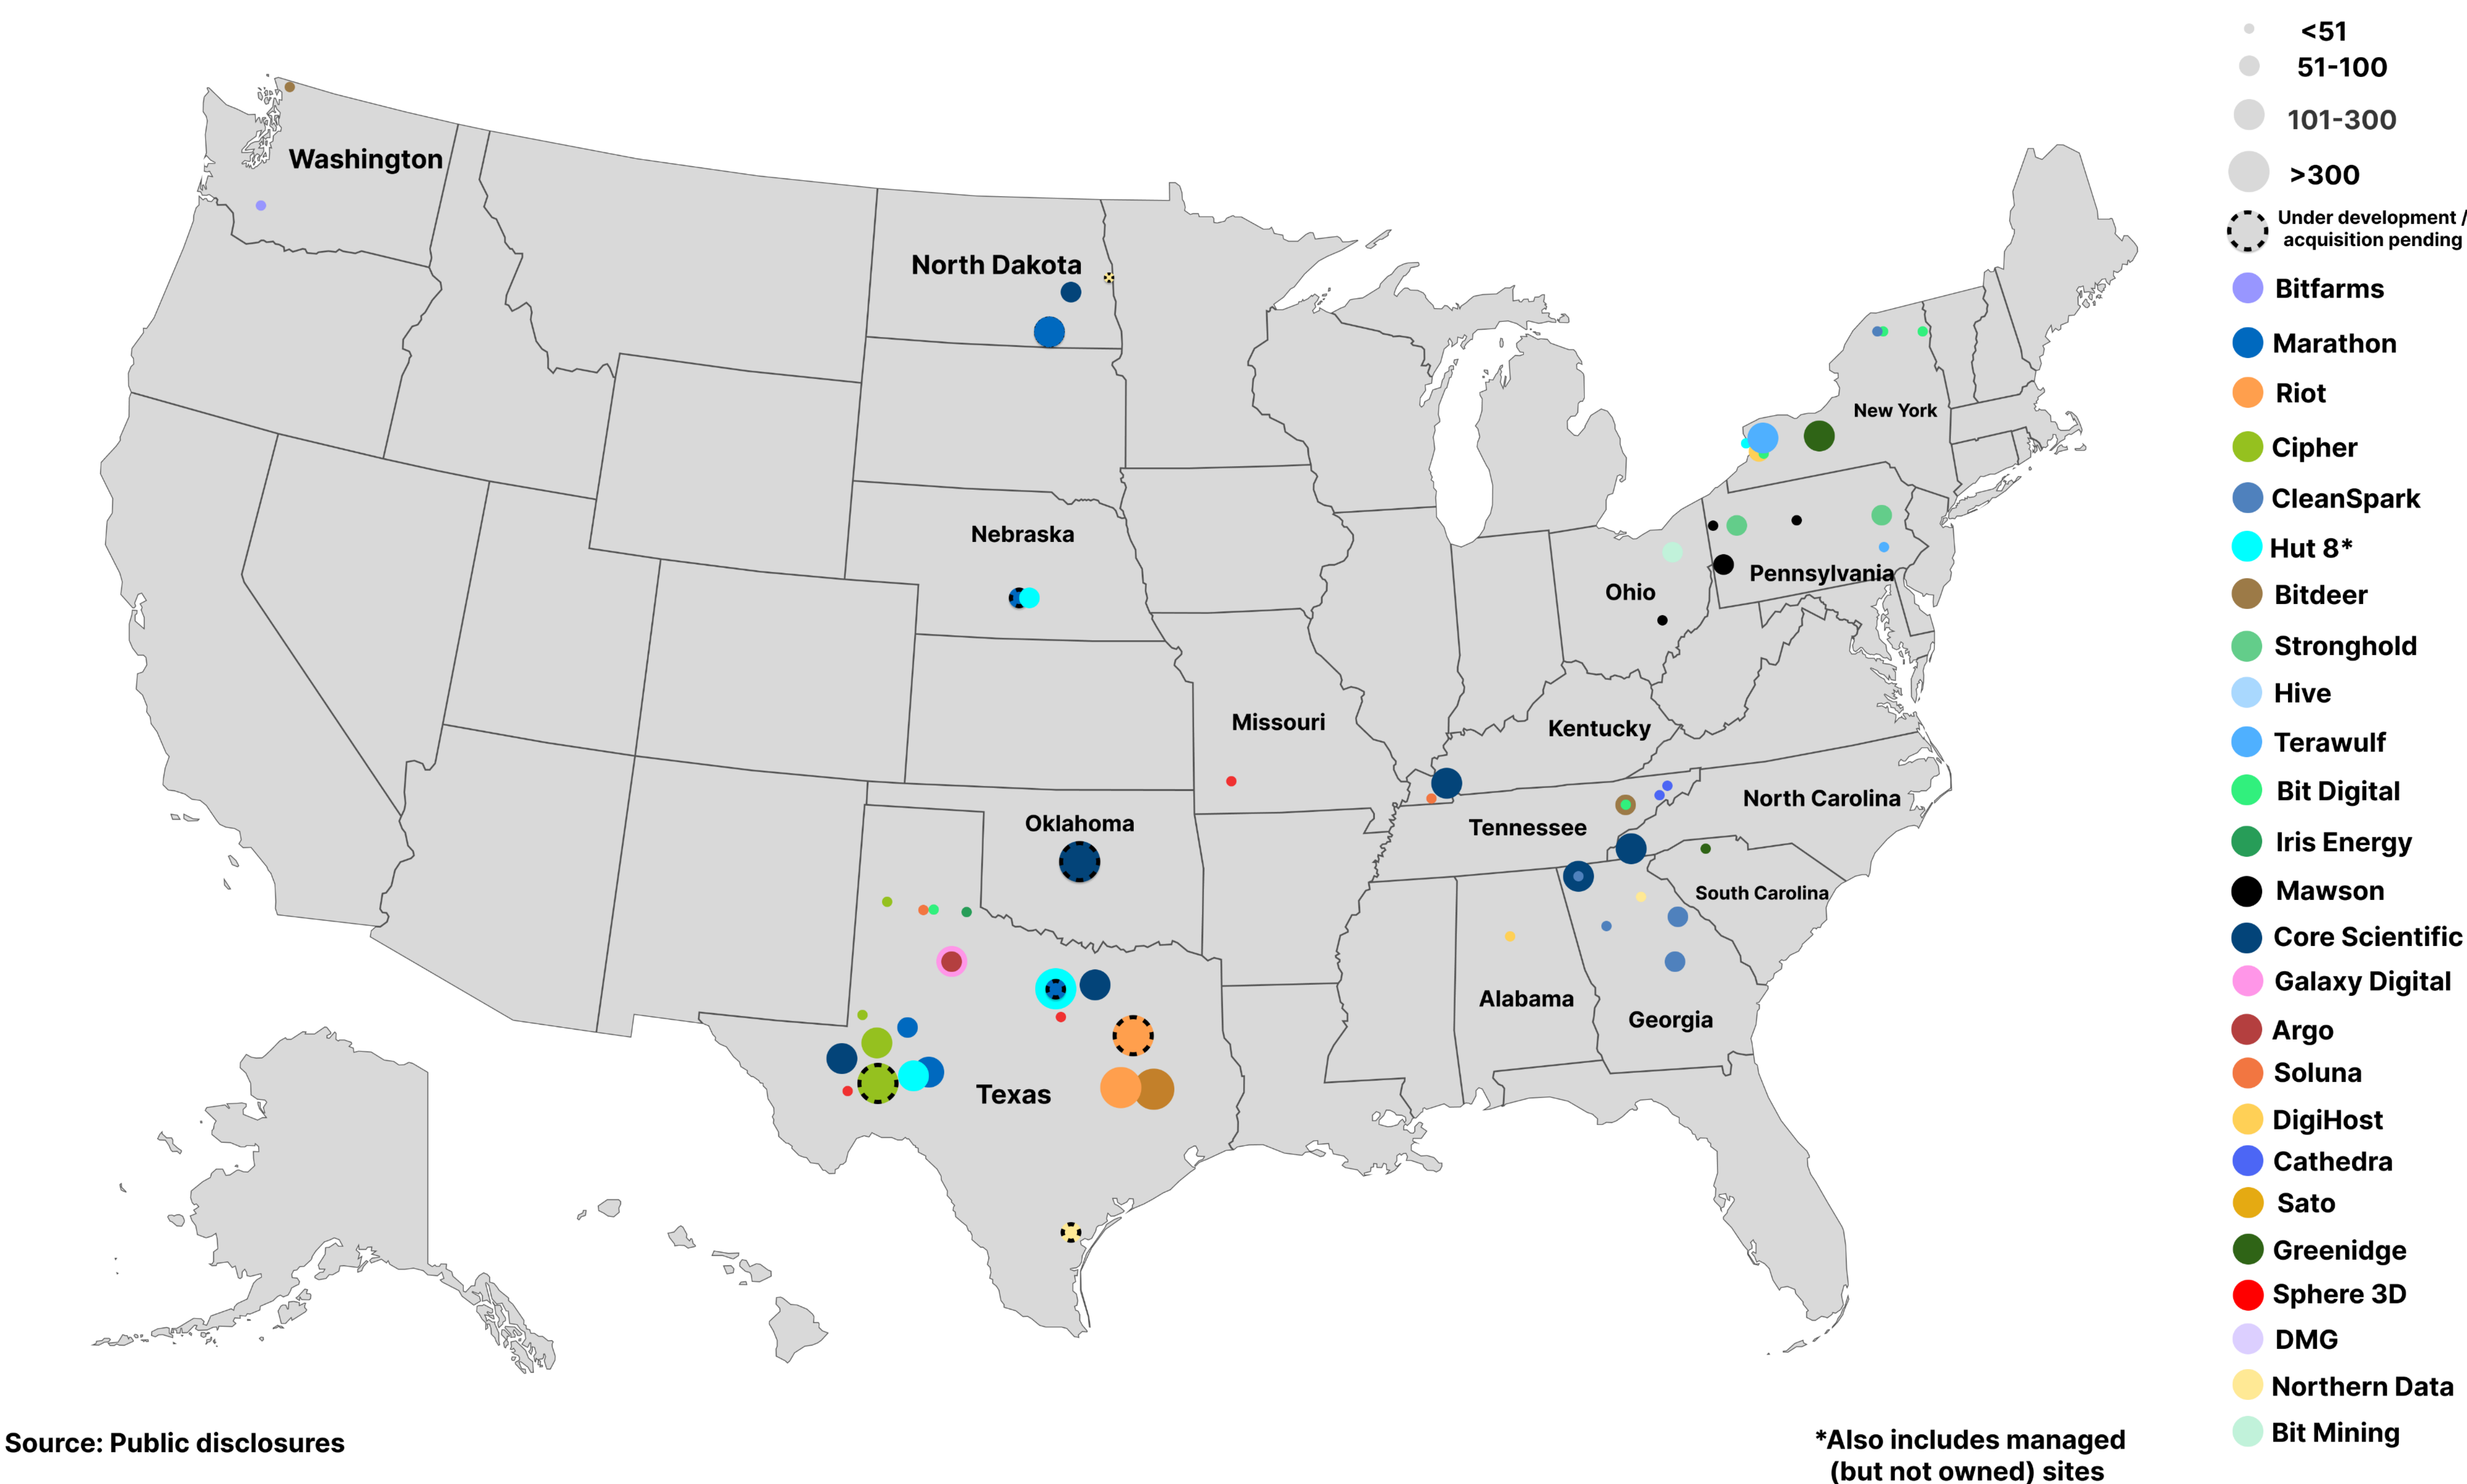 Washington
North Dakota
Nebraska
Missouri
Oklahoma
Texas
New York
Pennsylvania
Ohio
Kentucky
Tennessee
North Carolina
South Carolina
Alabama
Georgia
<51
51-100
101-300
>300
Under development /
acquisition pending
Bitfarms
Marathon
Riot
Cipher
CleanSpark
Hut 8*
Bitdeer
Stronghold
Hive
Terawulf
Bit Digital
Iris Energy
Mawson
Core Scientific
Galaxy Digital
Argo
Soluna
DigiHost
Cathedra
Sato
Greenidge
Sphere 3D
DMG
Northern Data
Bit Mining
Source: Public disclosures
*Also includes managed
(but not owned) sites